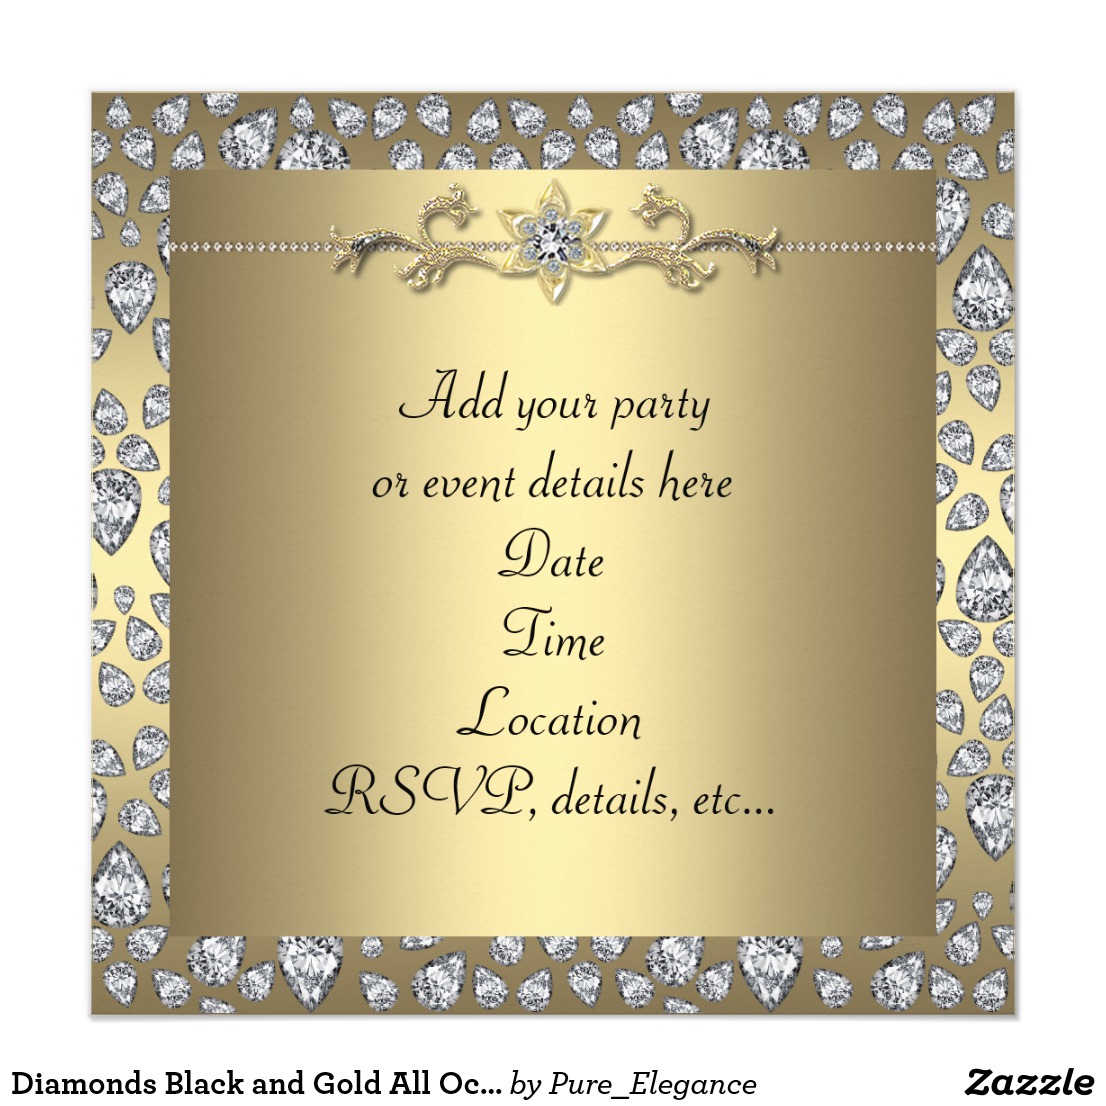 Add your party
or event details here
Date
Time
Location
RSVP, details, etc...
Diamonds Black and Gold All Oc... by Pure_Elegance
Zazzle